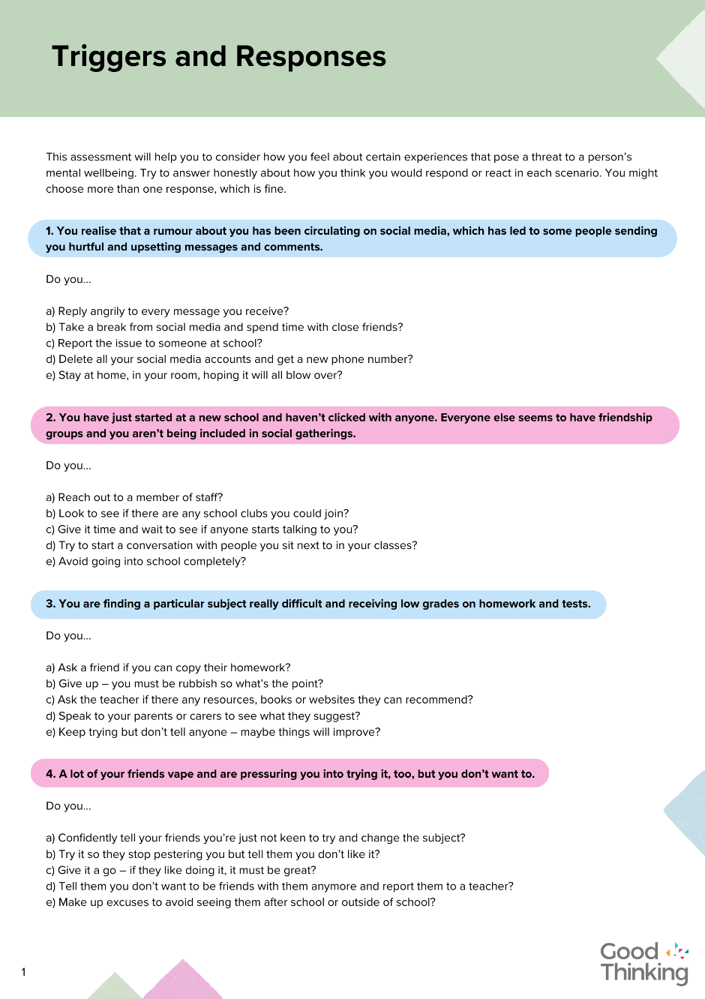 Triggers and Responses
This assessment will help you to consider how you feel about certain experiences that pose a threat to a person’s
mental wellbeing. Try to answer honestly about how you think you would respond or react in each scenario. You might
choose more than one response, which is fine.
1. You realise that a rumour about you has been circulating on social media, which has led to some people sending
you hurtful and upsetting messages and comments.
Do you...
a) Reply angrily to every message you receive?
b) Take a break from social media and spend time with close friends?
c) Report the issue to someone at school?
d) Delete all your social media accounts and get a new phone number?
e) Stay at home, in your room, hoping it will all blow over?
2. You have just started at a new school and haven’t clicked with anyone. Everyone else seems to have friendship
groups and you aren’t being included in social gatherings.
Do you...
a) Reach out to a member of staff?
b) Look to see if there are any school clubs you could join?
c) Give it time and wait to see if anyone starts talking to you?
d) Try to start a conversation with people you sit next to in your classes?
e) Avoid going into school completely?
3. You are finding a particular subject really difficult and receiving low grades on homework and tests.
Do you...
a) Ask a friend if you can copy their homework?
b) Give up – you must be rubbish so what’s the point?
c) Ask the teacher if there any resources, books or websites they can recommend?
d) Speak to your parents or carers to see what they suggest?
e) Keep trying but don’t tell anyone – maybe things will improve?
4. A lot of your friends vape and are pressuring you into trying it, too, but you don’t want to.
Do you...
a) Confidently tell your friends you’re just not keen to try and change the subject?
b) Try it so they stop pestering you but tell them you don’t like it?
c) Give it a go – if they like doing it, it must be great?
d) Tell them you don’t want to be friends with them anymore and report them to a teacher?
e) Make up excuses to avoid seeing them after school or outside of school?
1
Good
Thinking